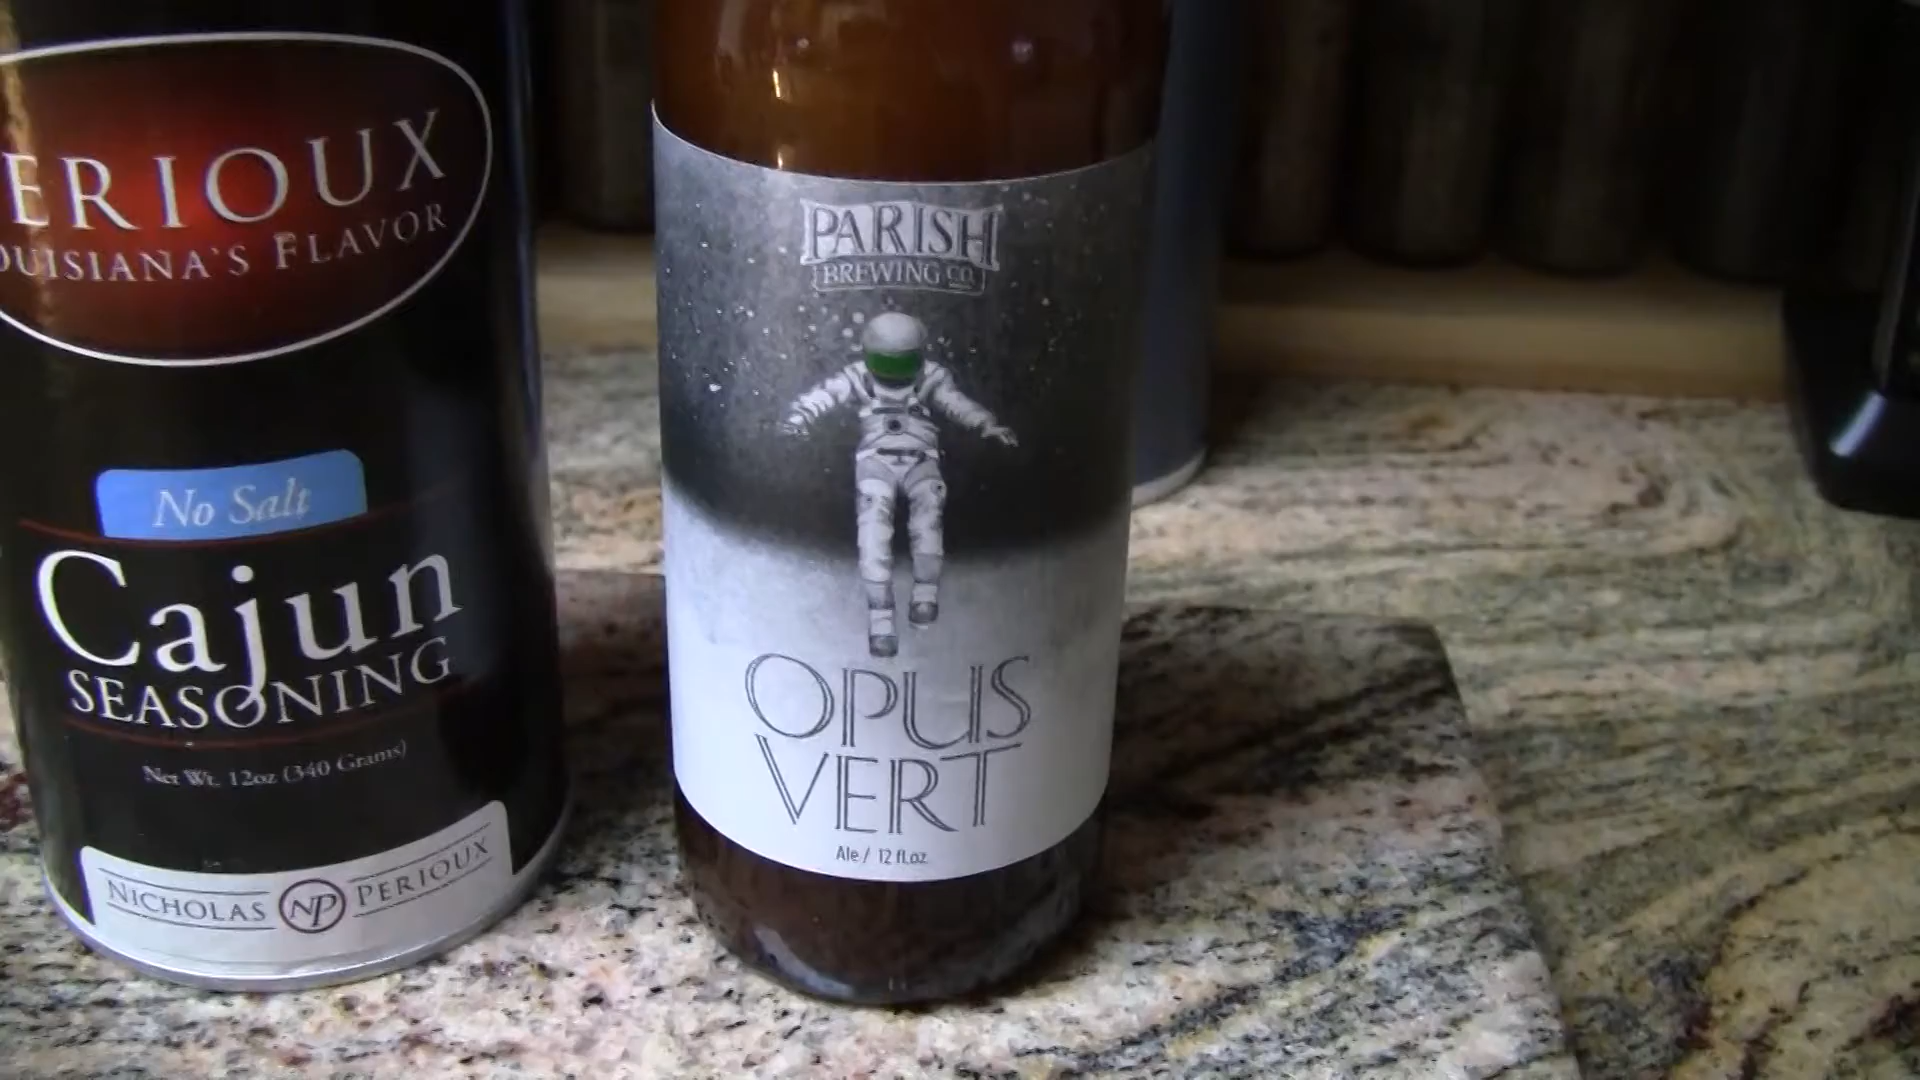 ERIOUX
OUISIANA'S FLAVOR
No Salt
Cajun
SEASONING
Net Wt. 12oz (340 Grams)
NICHOLAS NP PERIOUX
PARISH
BREWING CO.
OPUS
VERT
Ale / 12 fl.oz